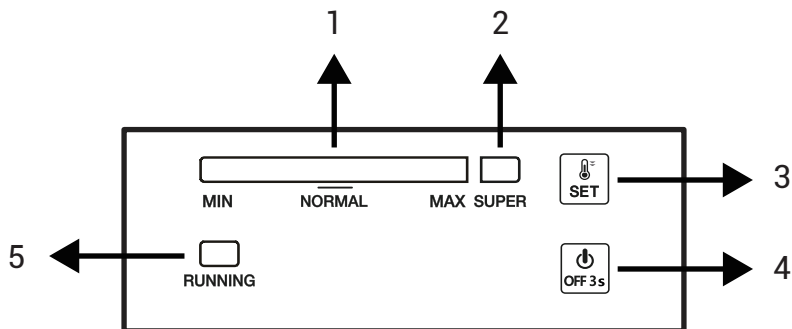 1 2
SET 3
MIN NORMAL MAX SUPER
5 RUNNING
OFF 3s 4